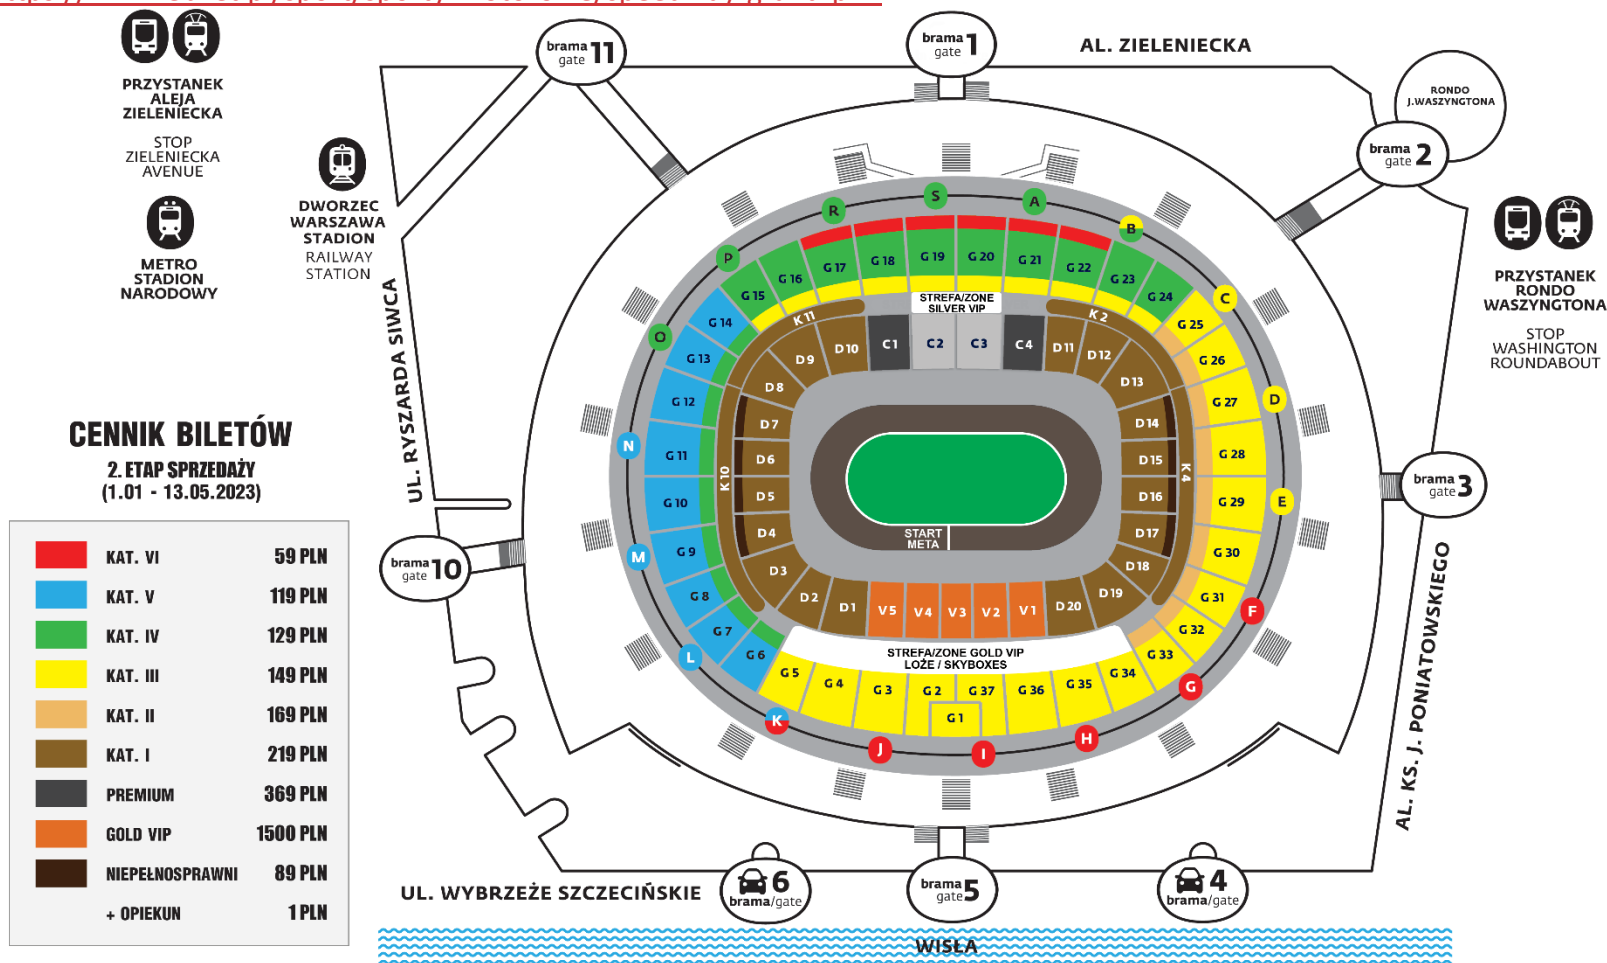 brama
gate 11
brama
gate 1
AL. ZIELENIECKA
RONDO
J.WASZYNGTONA
brama
gate 2
PRZYSTANEK
ALEJA
ZIELENIECKA
STOP
ZIELENIECKA
AVENUE
METRO
STADION
NARODOWY
DWORZEC
WARSZAWA
STADION
RAILWAY
STATION
UL. RYSZARDA SIWCA
PRZYSTANEK
RONDO
WASZYNGTONA
STOP
WASHINGTON
ROUNDABOUT
S
R
A
B
P
C
O
D
N
E
M
F
L
G
K
H
J
I
G 14
G 15
G 16
G 17
G 18
G 19
G 20
G 21
G 22
G 23
G 24
G 25
G 13
G 26
G 12
G 27
G 11
G 28
G 10
G 29
G 9
G 30
G 8
G 31
G 7
G 32
G 6
G 33
G 5
G 4
G 3
G 2
G 37
G 36
G 35
G 34
G 1
STREFA/ZONE
SILVER VIP
K 11
K 2
K 10
K 4
D 8
D 9
D 10
C 1
C 2
C 3
C 4
D 11
D 12
D 13
D 7
D 14
D 6
D 15
D 5
D 16
D 4
D 17
D 3
D 18
D 2
D 1
V 5
V 4
V 3
V 2
V 1
D 20
D 19
START
META
STREFA/ZONE GOLD VIP
LOŻE / SKYBOXES
brama
gate 3
brama
gate 10
AL. KS. J. PONIATOWSKIEGO
CENNIK BILETÓW
2. ETAP SPRZEDAŻY
(1.01 - 13.05.2023)
KAT. VI 59 PLN
KAT. V 119 PLN
KAT. IV 129 PLN
KAT. III 149 PLN
KAT. II 169 PLN
KAT. I 219 PLN
PREMIUM 369 PLN
GOLD VIP 1500 PLN
NIEPEŁNOSPRAWNI 89 PLN
+ OPIEKUN 1 PLN
UL. WYBRZEŻE SZCZECIŃSKIE
6
brama/gate
brama
gate 5
4
brama/gate
WISŁA